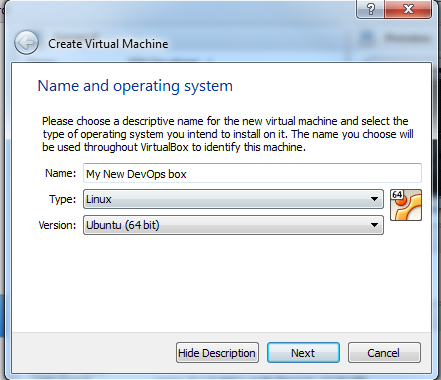 Create Virtual Machine
Name and operating system
Please choose a descriptive name for the new virtual machine and select the
type of operating system you intend to install on it. The name you choose will
be used throughout VirtualBox to identify this machine.
Name: My New DevOps box
Type: Linux
64
Version: Ubuntu (64 bit)
Hide Description Next Cancel